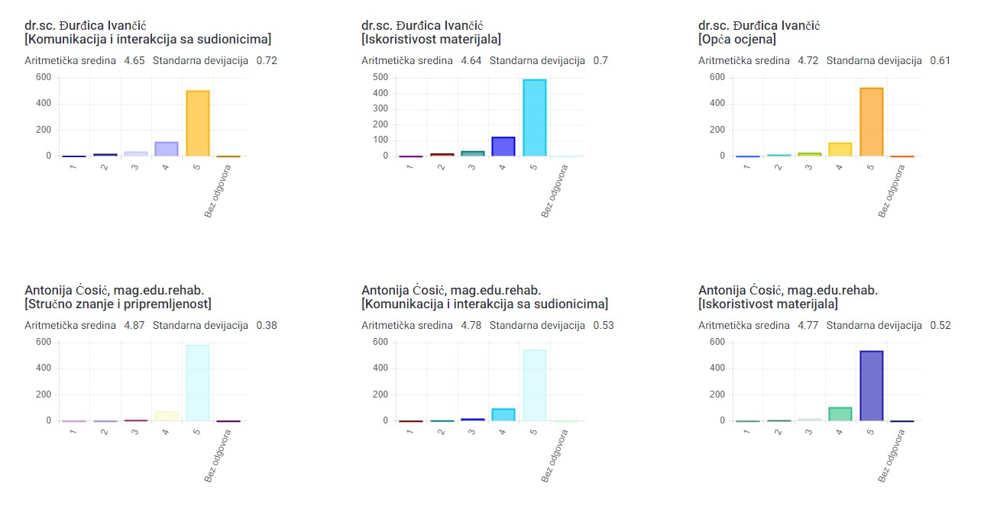 dr.sc. Đurđica Ivančić
[Komunikacija i interakcija sa sudionicima]
Aritmetička sredina 4.65 Standarna devijacija 0.72
600
400
200
0
1
2
3
4
5
Bez odgovora
dr.sc. Đurđica Ivančić
[Iskoristivost materijala]
Aritmetička sredina 4.64 Standarna devijacija 0.7
500
400
300
200
100
0
1
2
3
4
5
Bez odgovora
dr.sc. Đurđica Ivančić
[Opća ocjena]
Aritmetička sredina 4.72 Standarna devijacija 0.61
600
400
200
0
1
2
3
4
5
Bez odgovora
Antonija Ćosić, mag.edu.rehab.
[Stručno znanje i pripremljenost]
Aritmetička sredina 4.87 Standarna devijacija 0.38
600
400
200
0
1
2
3
4
5
Bez odgovora
Antonija Ćosić, mag.edu.rehab.
[Komunikacija i interakcija sa sudionicima]
Aritmetička sredina 4.78 Standarna devijacija 0.53
600
400
200
0
1
2
3
4
5
Bez odgovora
Antonija Ćosić, mag.edu.rehab.
[Iskoristivost materijala]
Aritmetička sredina 4.77 Standarna devijacija 0.52
600
400
200
0
1
2
3
4
5
Bez odgovora